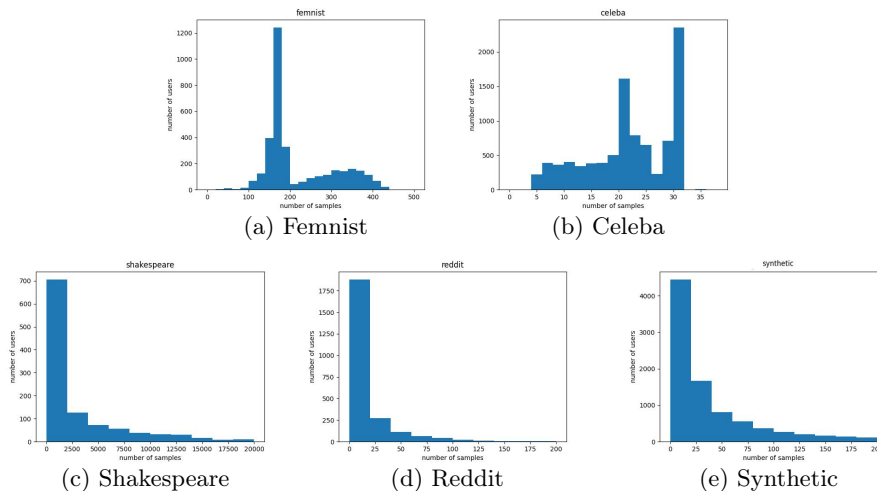 femnist
number of users
1200
1000
800
600
400
200
0
0 100 200 300 400 500
number of samples
(a) Femnist
celeba
number of users
2000
1500
1000
500
0
0 5 10 15 20 25 30 35
number of samples
(b) Celeba
shakespeare
number of users
700
600
500
400
300
200
100
0
0 2500 5000 7500 10000 12500 15000 17500 20000
number of samples
(c) Shakespeare
reddit
number of users
1750
1500
1250
1000
750
500
250
0
0 25 50 75 100 125 150 175 200
number of samples
(d) Reddit
synthetic
number of users
4000
3000
2000
1000
0
0 25 50 75 100 125 150 175 200
number of samples
(e) Synthetic